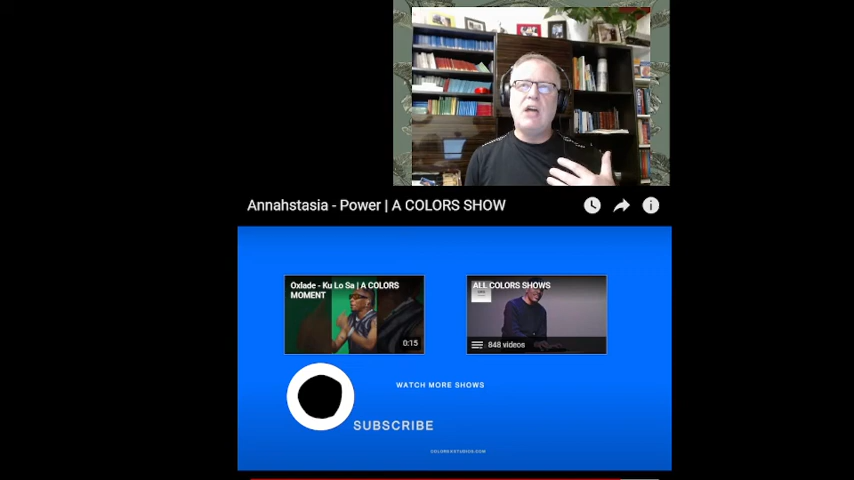 Annahstasia - Power | A COLORS SHOW
Oxlade - Ku Lo Sa | A COLORS
MOMENT
0:15
ALL COLORS SHOWS
848 videos
WATCH MORE SHOWS
SUBSCRIBE
COLORSXSTUDIOS.COM